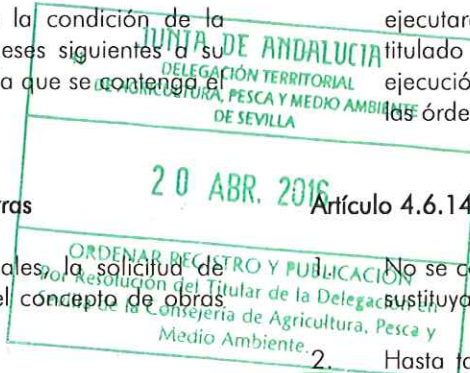 la condición de la
eses siguientes a su
a que se contenga el
ras
ales, la solicitud de
el concepto de obras
JUNTA DE ANDALUCIA
DELEGACIÓN TERRITORIAL
DE AGRICULTURA, PESCA Y MEDIO AMBIENTE
DE SEVILLA
20 ABR. 2016
ORDENAR REGISTRO Y PUBLICACIÓN
Por Resolución del Titular de la Delegación en
Sevilla de la Consejería de Agricultura, Pesca y
Medio Ambiente.
ejecutar
titulado
ejecució
las órde
Artículo 4.6.14
1. No se
sustituya
2. Hasta